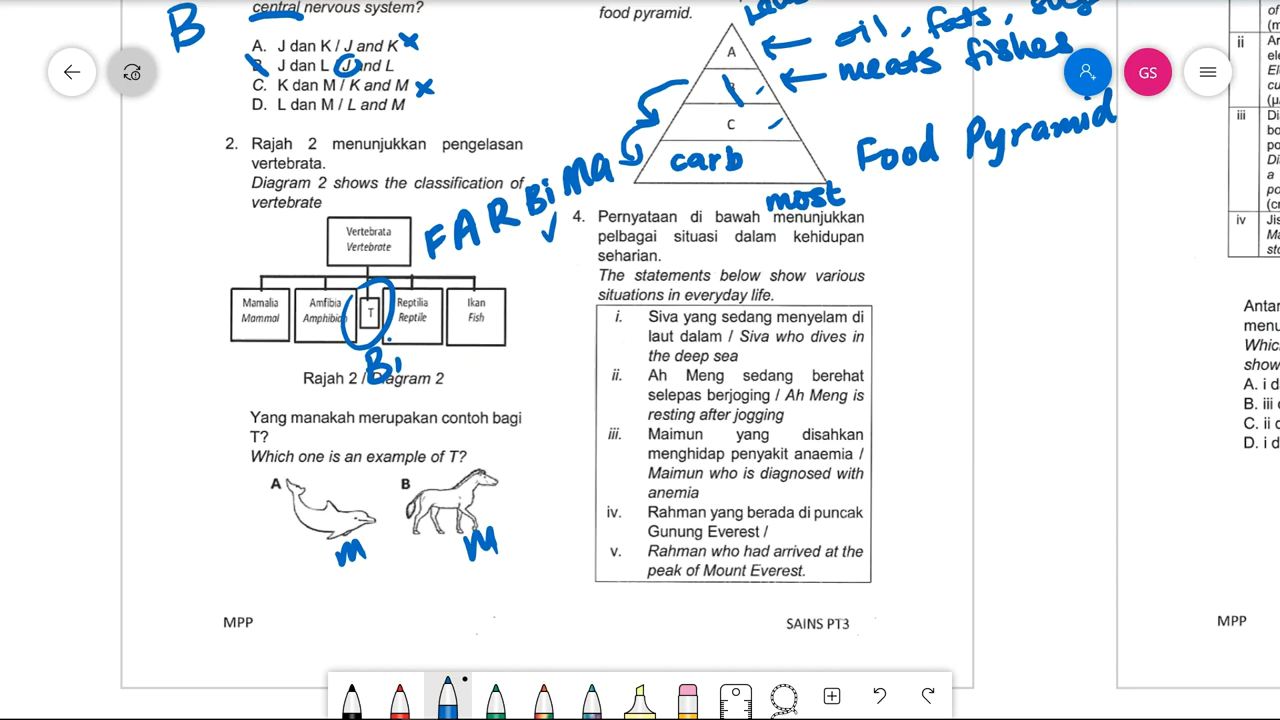 central nervous system?
B
A. J dan K / J and K x
J dan L / J and L
C. K dan M / K and M x
D. L dan M / L and M
2. Rajah 2 menunjukkan pengelasan
vertebrata.
Diagram 2 shows the classification of
vertebrate
FARBiMa
Vertebrata
Vertebrate
Mamalia
Mammal
Amfibia
Amphibian
T
Reptilia
Reptile
Ikan
Fish
Bi
Rajah 2 / Diagram 2
Yang manakah merupakan contoh bagi
T?
Which one is an example of T?
A
B
m
M
MPP
food pyramid.
A
oil, fats,
meats fishes
C
carb
most
Food Pyramid
4. Pernyataan di bawah menunjukkan
pelbagai situasi dalam kehidupan
seharian.
The statements below show various
situations in everyday life.
i. Siva yang sedang menyelam di
laut dalam / Siva who dives in
the deep sea
ii. Ah Meng sedang berehat
selepas berjoging / Ah Meng is
resting after jogging
iii. Maimun yang disahkan
menghidap penyakit anaemia /
Maimun who is diagnosed with
anemia
iv. Rahman yang berada di puncak
Gunung Everest /
v. Rahman who had arrived at the
peak of Mount Everest.
SAINS PT3
GS
ii
iii
iv
A. i d
B. iii
C. ii
D. i d
MPP